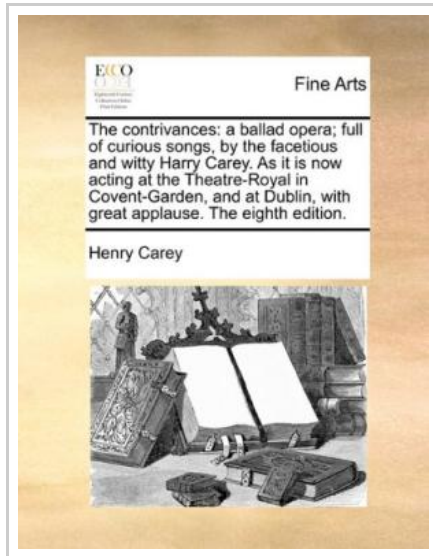 ECCO
Fine Arts
The contrivances: a ballad opera; full
of curious songs, by the facetious
and witty Harry Carey. As it is now
acting at the Theatre-Royal in
Covent-Garden, and at Dublin, with
great applause. The eighth edition.
Henry Carey